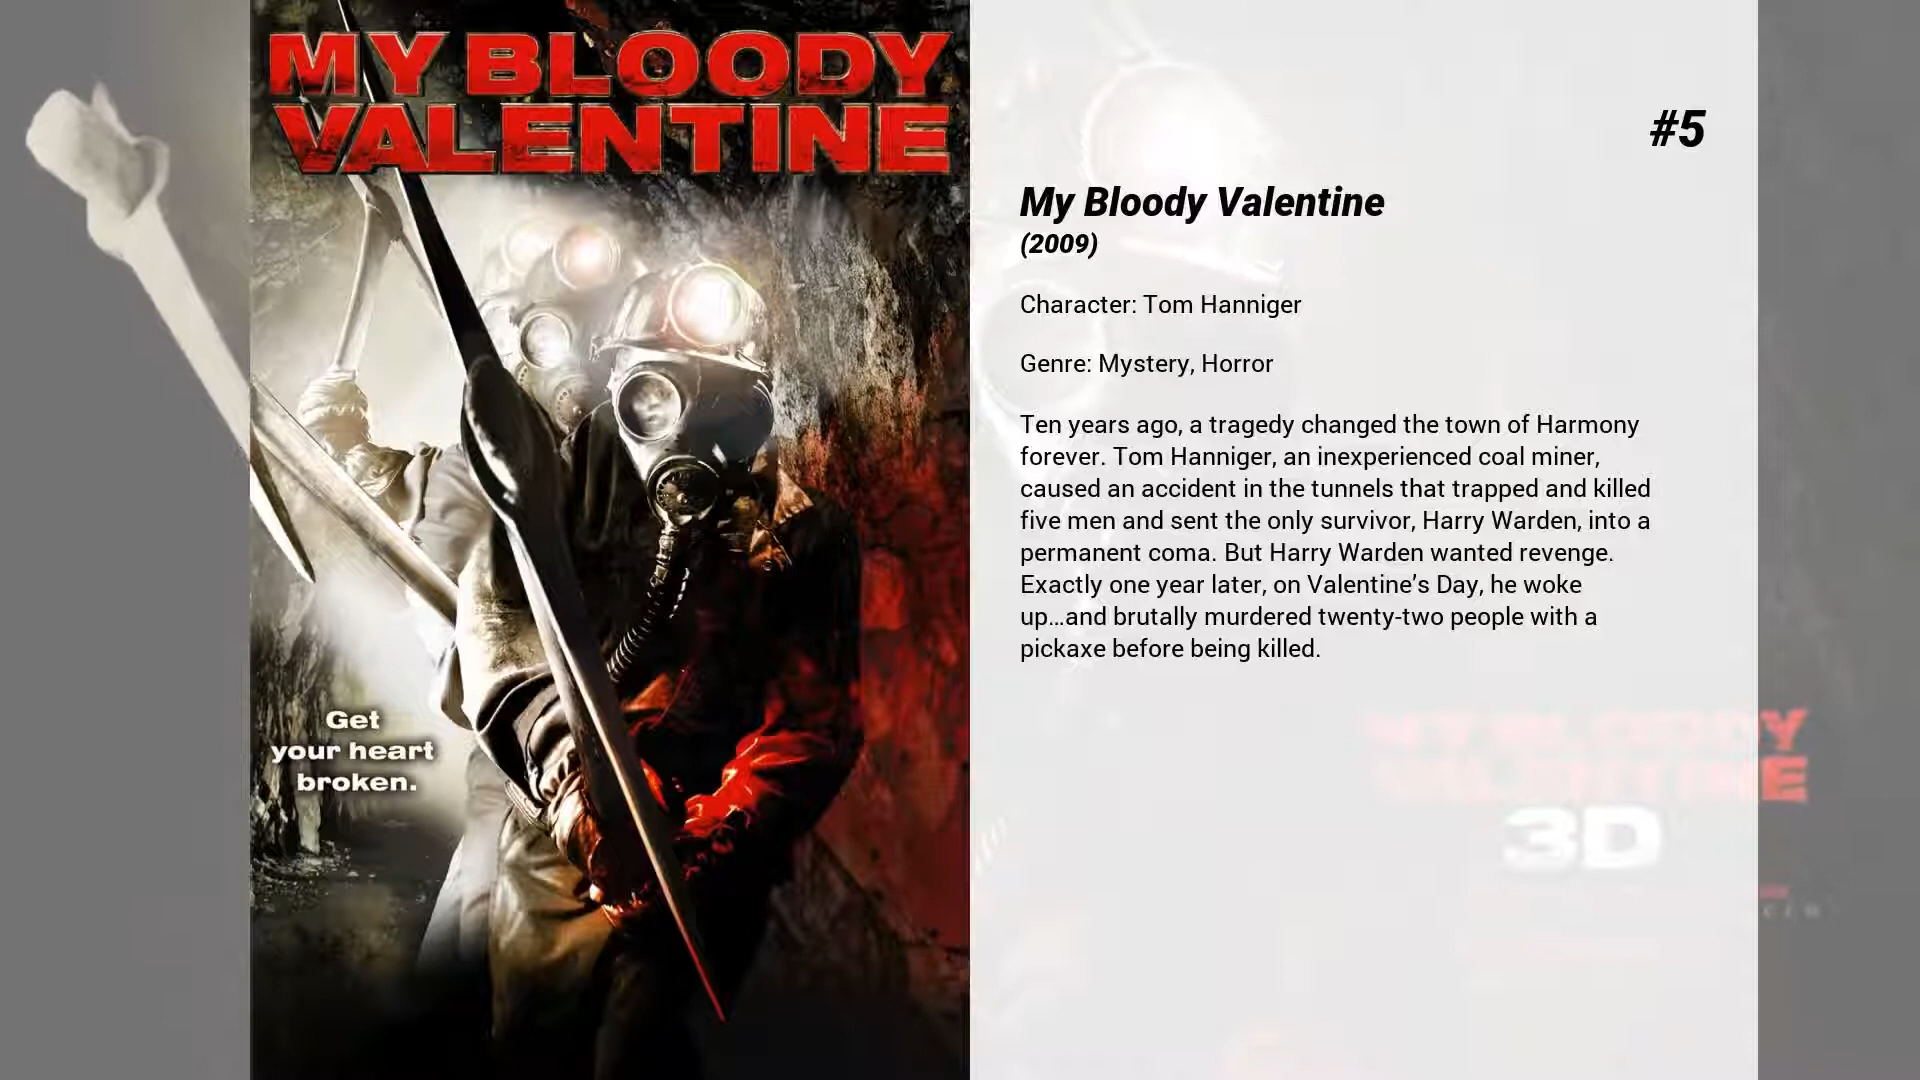 MY BLOODY
VALENTINE
Get
your heart
broken.
#5
My Bloody Valentine
(2009)
Character: Tom Hanniger
Genre: Mystery, Horror
Ten years ago, a tragedy changed the town of Harmony
forever. Tom Hanniger, an inexperienced coal miner,
caused an accident in the tunnels that trapped and killed
five men and sent the only survivor, Harry Warden, into a
permanent coma. But Harry Warden wanted revenge.
Exactly one year later, on Valentine’s Day, he woke
up…and brutally murdered twenty-two people with a
pickaxe before being killed.
MY BLOODY
VALENTINE
3D